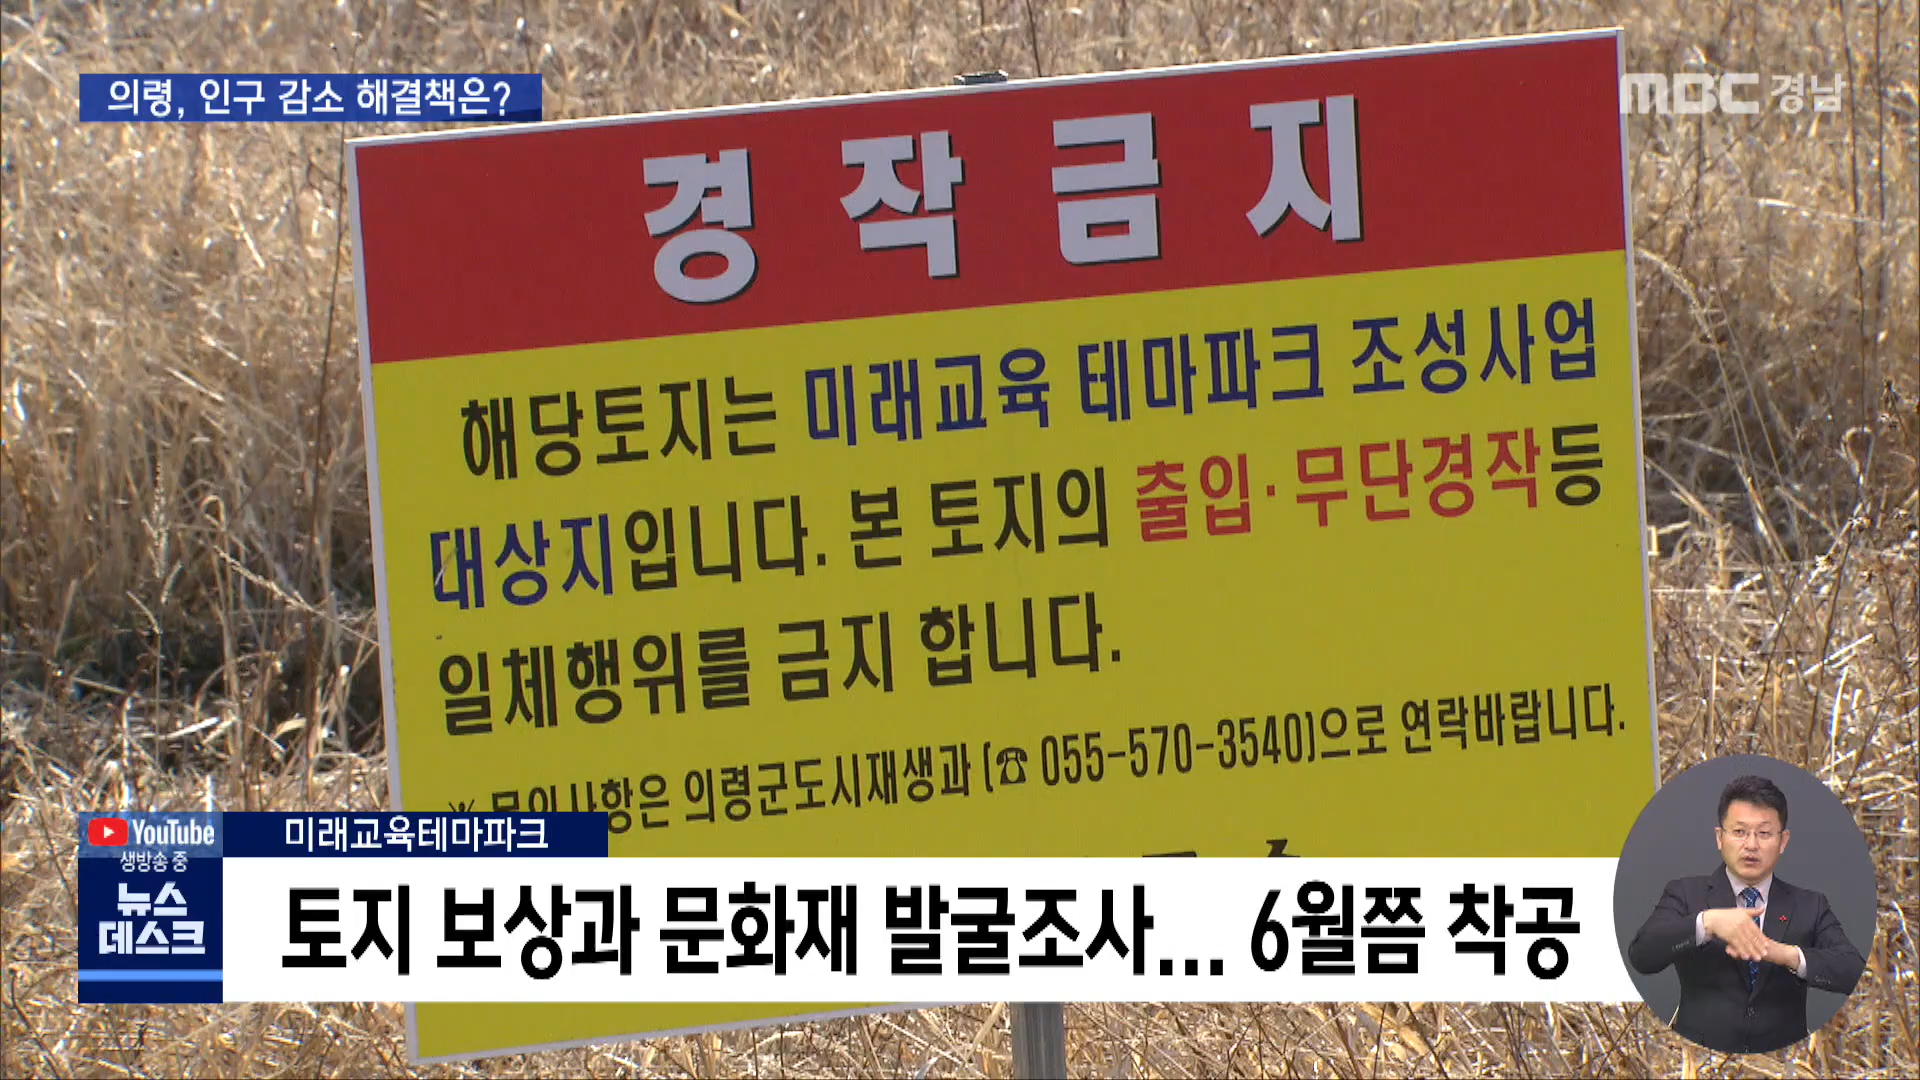 의령, 인구 감소 해결책은?
MBC 경남
경작금지
해당토지는 미래교육 테마파크 조성사업
대상지입니다. 본 토지의 출입·무단경작등
일체행위를 금지 합니다.
※ 문의사항은 의령군도시재생과 (☎ 055-570-3540)으로 연락바랍니다.
YouTube
생방송 중
뉴스
데스크
미래교육테마파크
토지 보상과 문화재 발굴조사... 6월쯤 착공